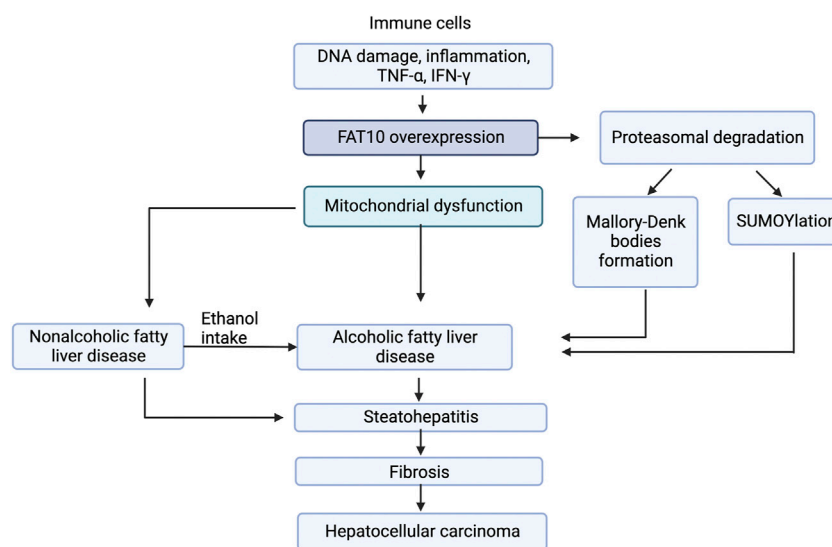 Immune cells
DNA damage, inflammation,
TNF-α, IFN-γ
FAT10 overexpression
Proteasomal degradation
Mitochondrial dysfunction
Mallory-Denk
bodies
formation
SUMOYlation
Nonalcoholic fatty
liver disease
Ethanol
intake
Alcoholic fatty liver
disease
Steatohepatitis
Fibrosis
Hepatocellular carcinoma